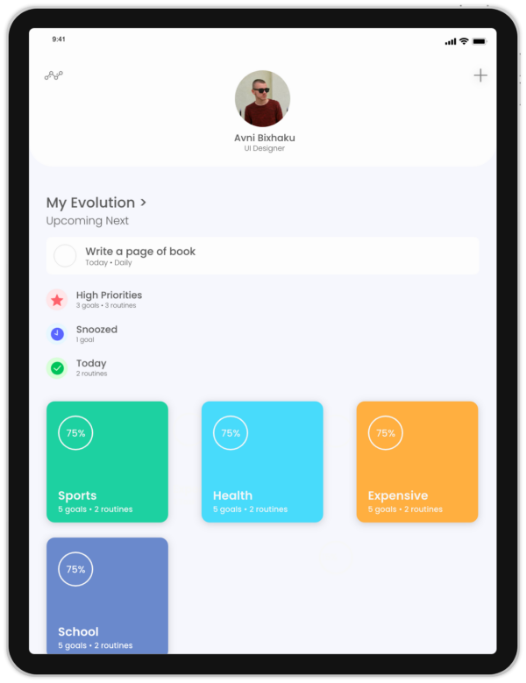 9:41
Avni Bixhaku
UI Designer
My Evolution >
Upcoming Next
Write a page of book
Today • Daily
High Priorities
3 goals • 3 routines
Snoozed
1 goal
Today
2 routines
75%
Sports
5 goals • 2 routines
75%
Health
5 goals • 2 routines
75%
Expensive
5 goals • 2 routines
75%
School
5 goals • 2 routines